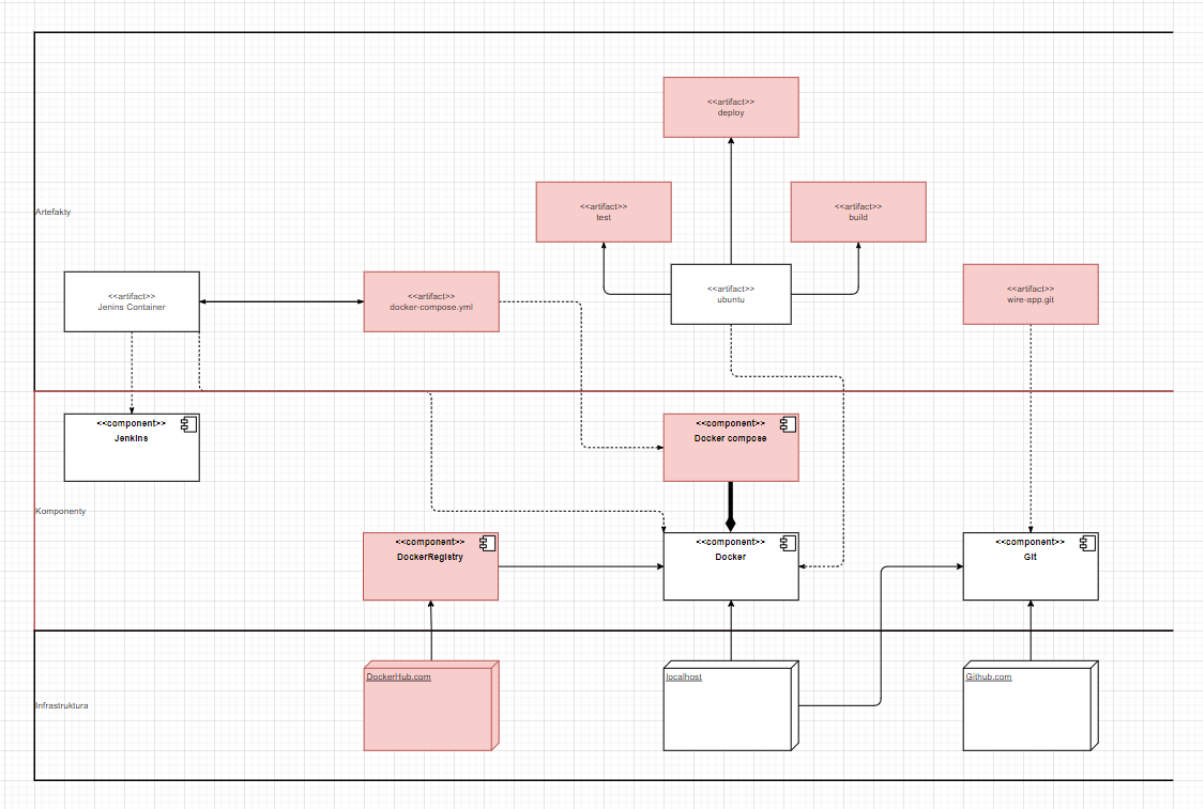 <<artifact>>
deploy
<<artifact>>
test
<<artifact>>
build
Artefakty
<<artifact>>
Jenins Container
<<artifact>>
docker-compose.yml
<<artifact>>
ubuntu
<<artifact>>
wire-app.git
<<component>>
Jenkins
<<component>>
Docker compose
Komponenty
<<component>>
DockerRegistry
<<component>>
Docker
<<component>>
Git
DockerHub.com
localhost
Github.com
Infrastruktura